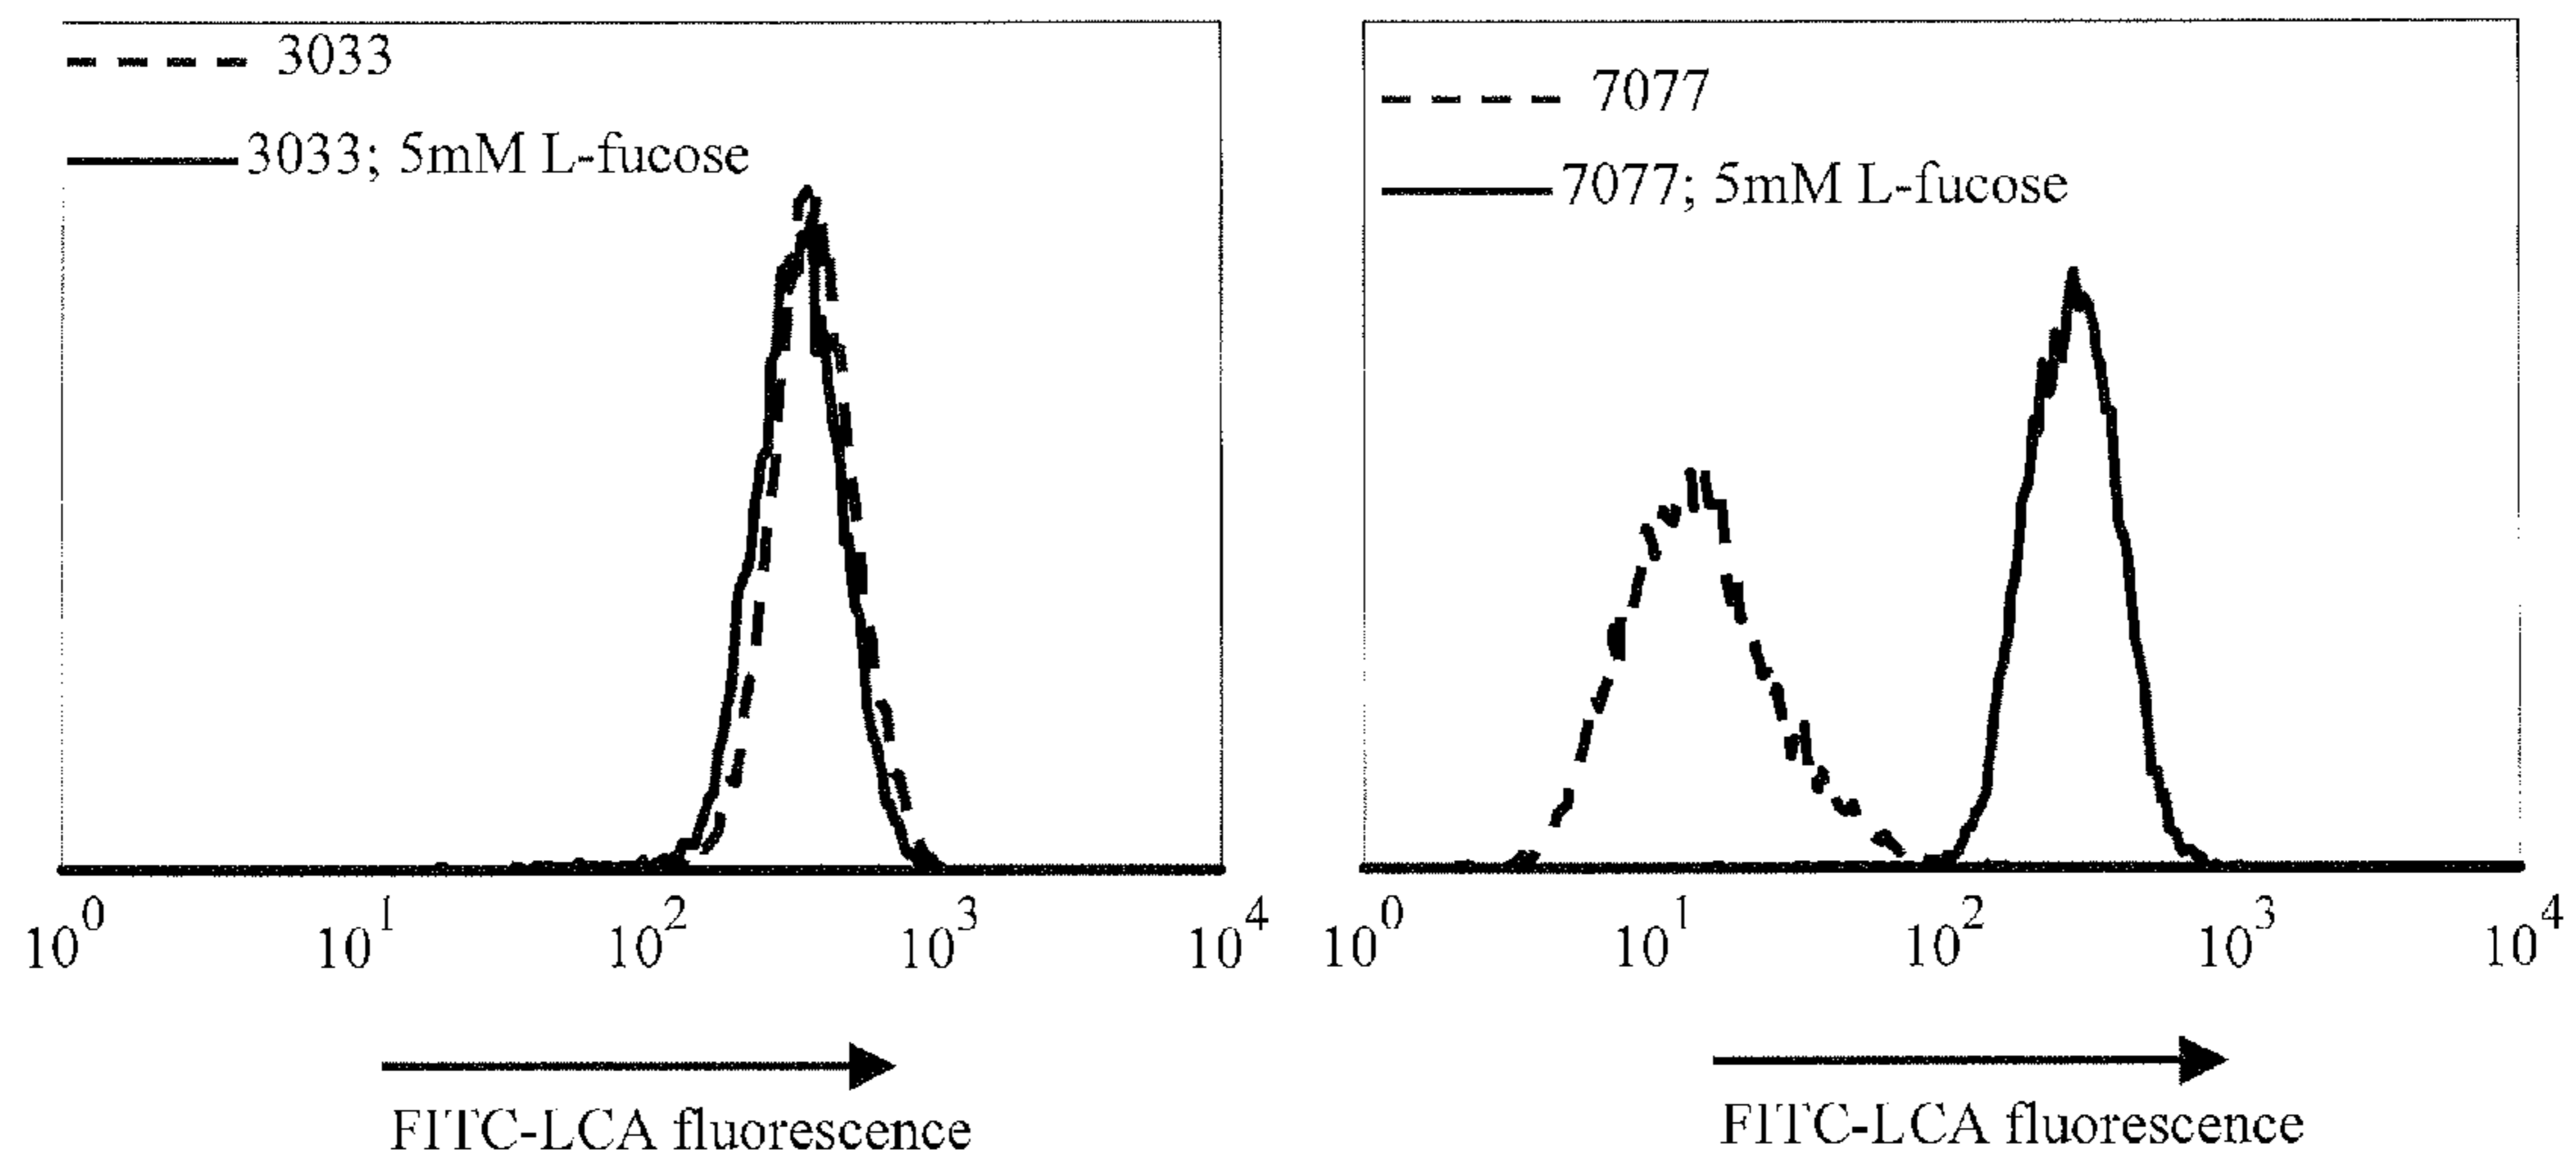 3033
3033; 5mM L-fucose
10^0 10^1 10^2 10^3 10^4
FITC-LCA fluorescence
7077
7077; 5mM L-fucose
10^0 10^1 10^2 10^3 10^4
FITC-LCA fluorescence